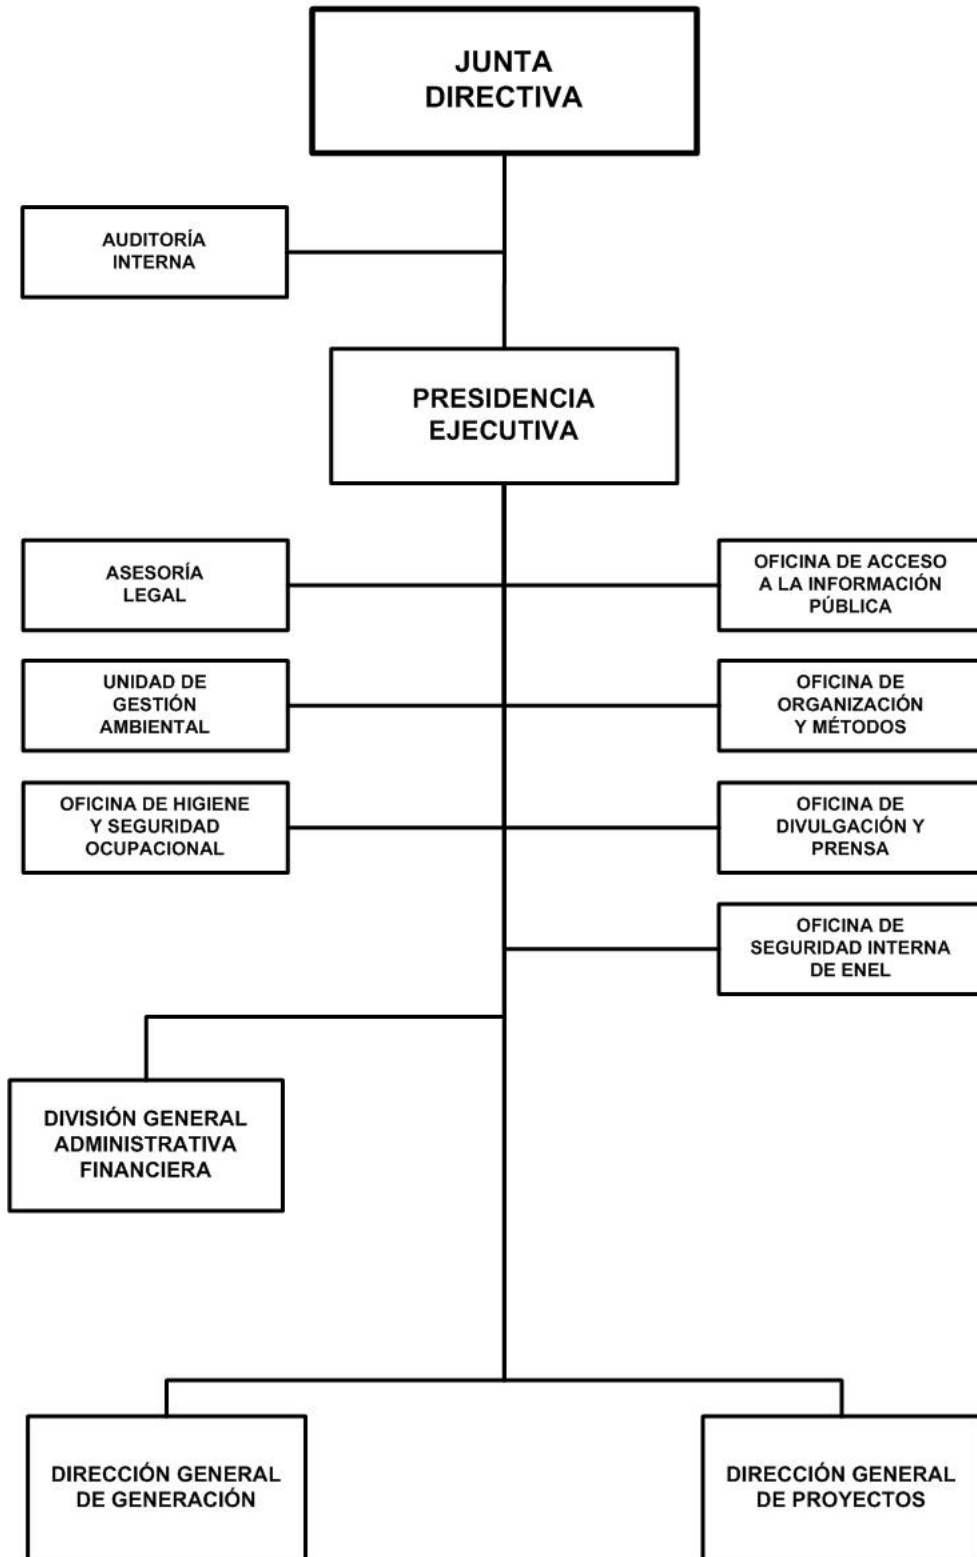 JUNTA
DIRECTIVA
AUDITORÍA
INTERNA
PRESIDENCIA
EJECUTIVA
ASESORÍA
LEGAL
OFICINA DE ACCESO
A LA INFORMACIÓN
PÚBLICA
UNIDAD DE
GESTIÓN
AMBIENTAL
OFICINA DE
ORGANIZACIÓN
Y MÉTODOS
OFICINA DE HIGIENE
Y SEGURIDAD
OCUPACIONAL
OFICINA DE
DIVULGACIÓN Y
PRENSA
OFICINA DE
SEGURIDAD INTERNA
DE ENEL
DIVISIÓN GENERAL
ADMINISTRATIVA
FINANCIERA
DIRECCIÓN GENERAL
DE GENERACIÓN
DIRECCIÓN GENERAL
DE PROYECTOS